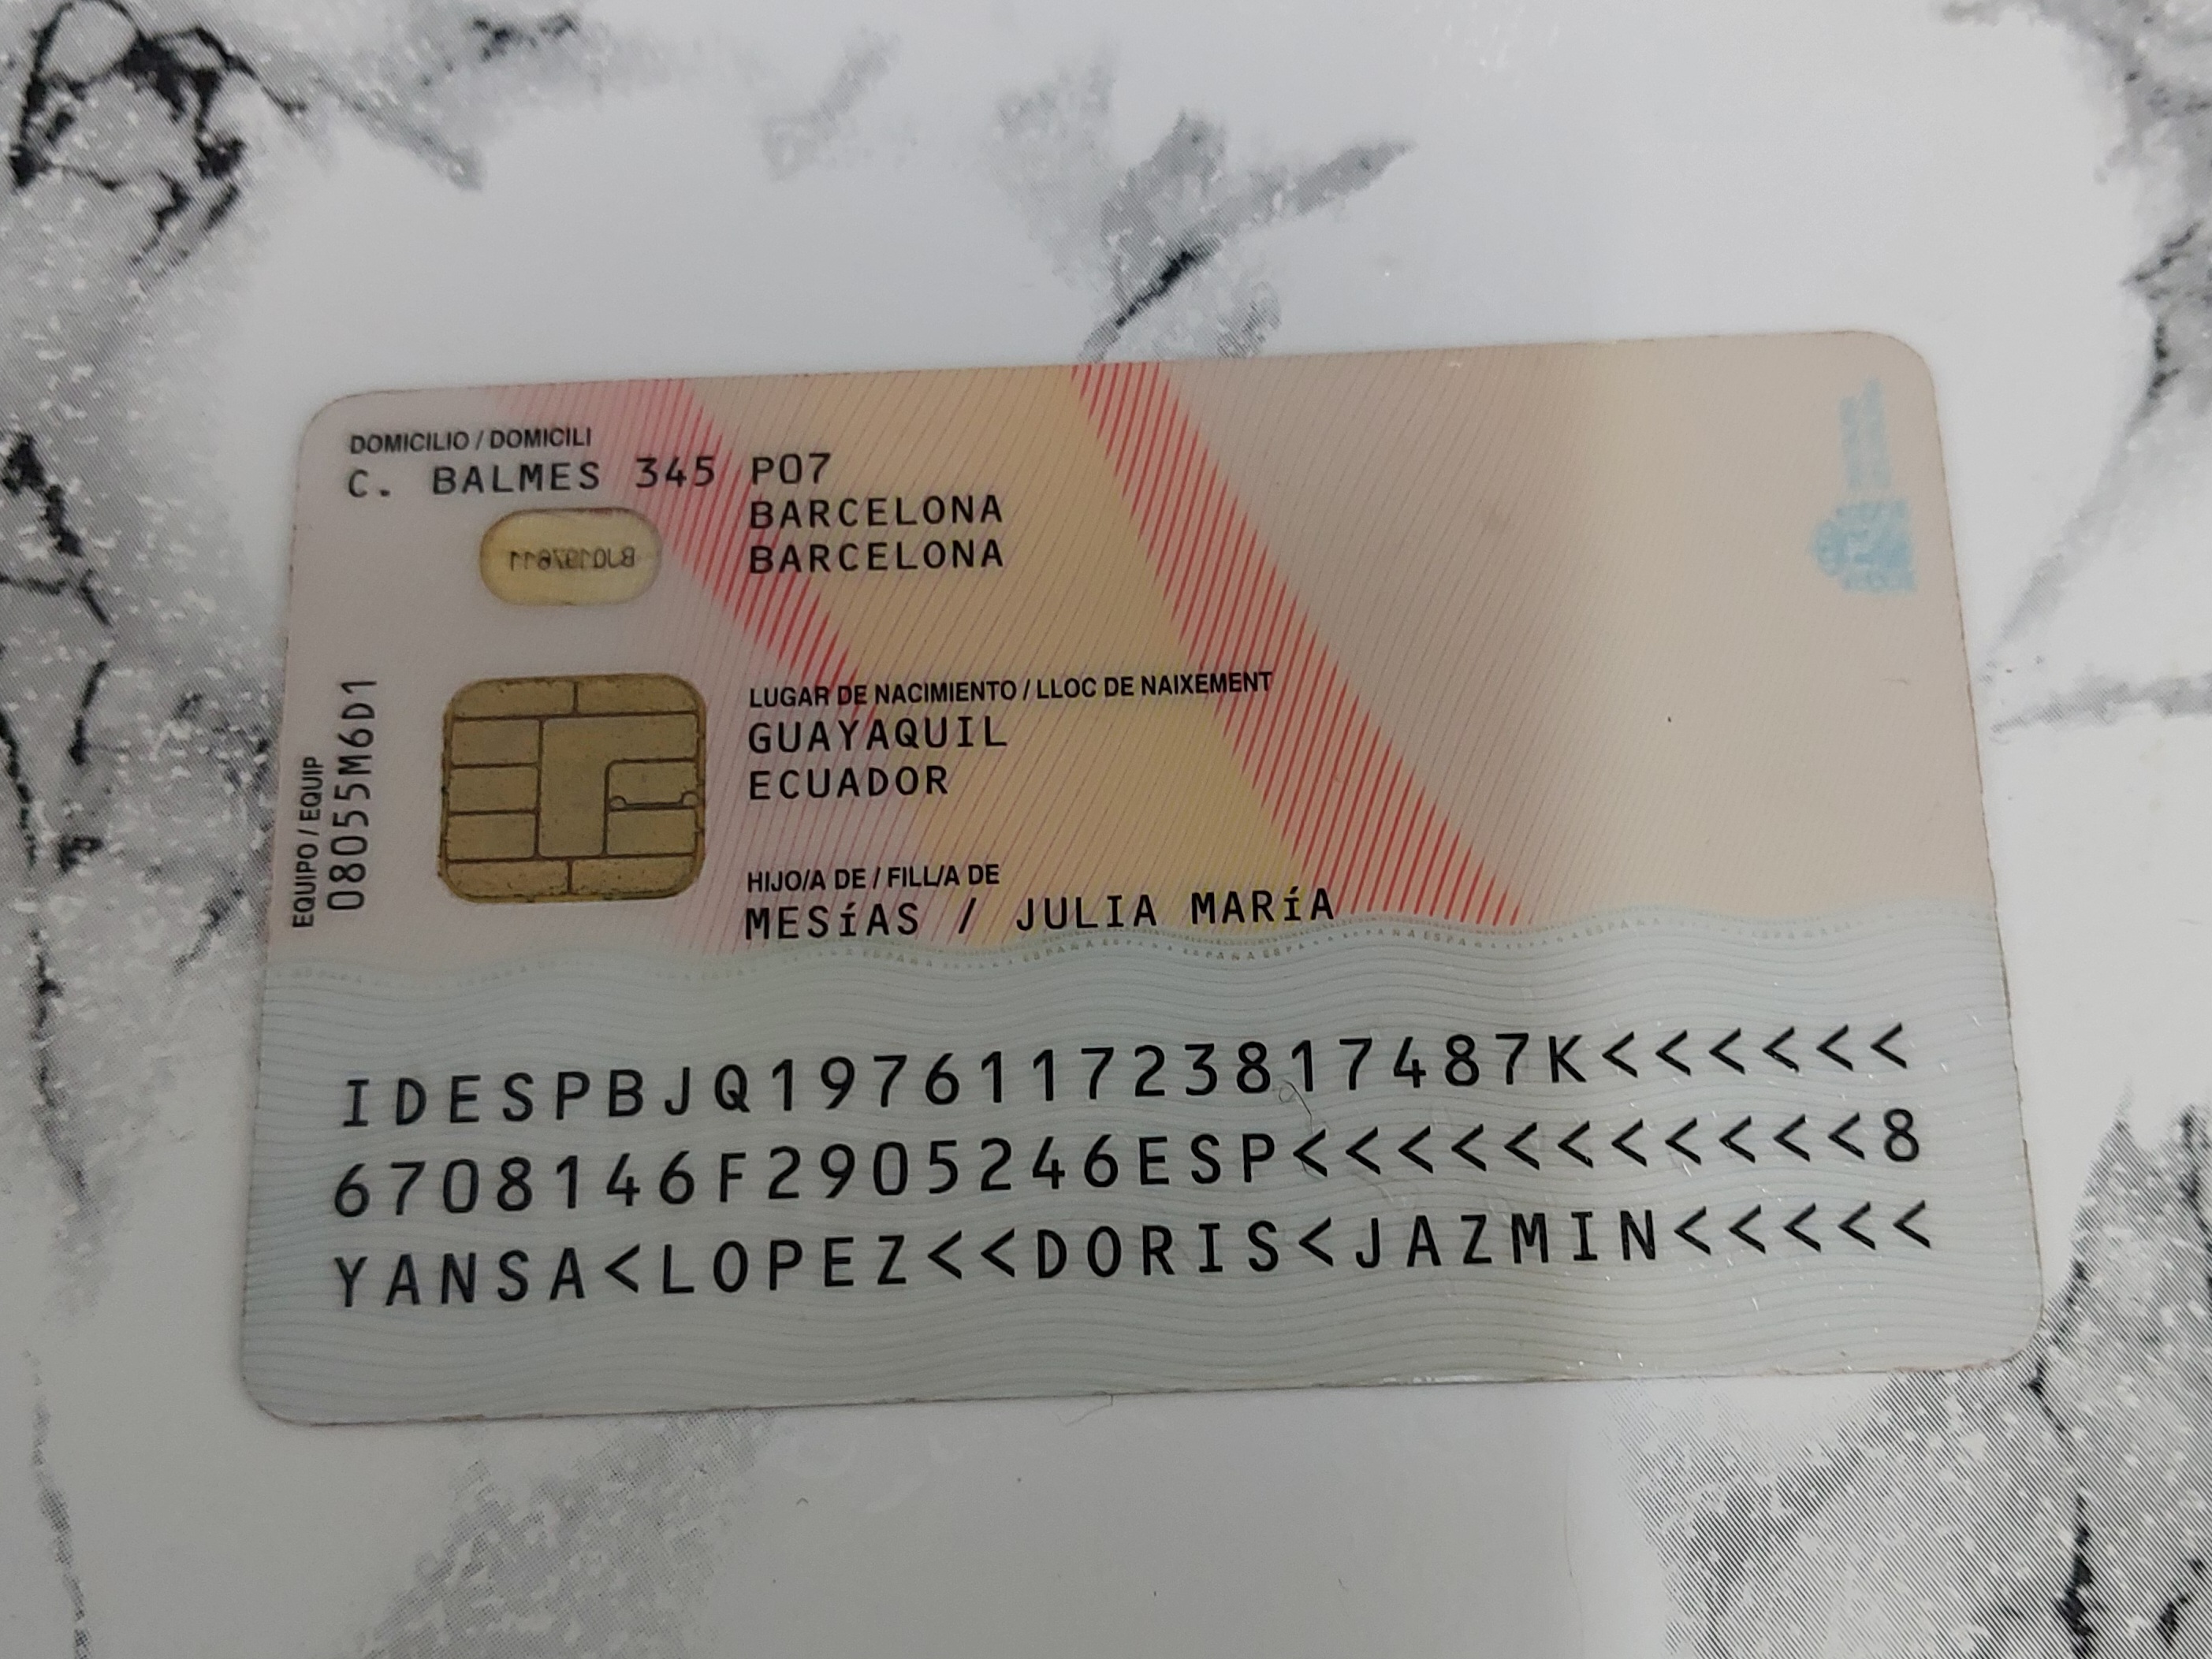 DOMICILIO / DOMICILI
C. BALMES 345 P07
BARCELONA
BARCELONA
EQUIPO / EQUIP
08055M6D1
LUGAR DE NACIMIENTO / LLOC DE NAIXEMENT
GUAYAQUIL
ECUADOR
HIJO/A DE / FILL/A DE
MESíAS / JULIA MARíA
IDESPBJQ197611723817487K<<<<<<
6708146F2905246ESP<<<<<<<<<<<8
YANSA<LOPEZ<<DORIS<JAZMIN<<<<<